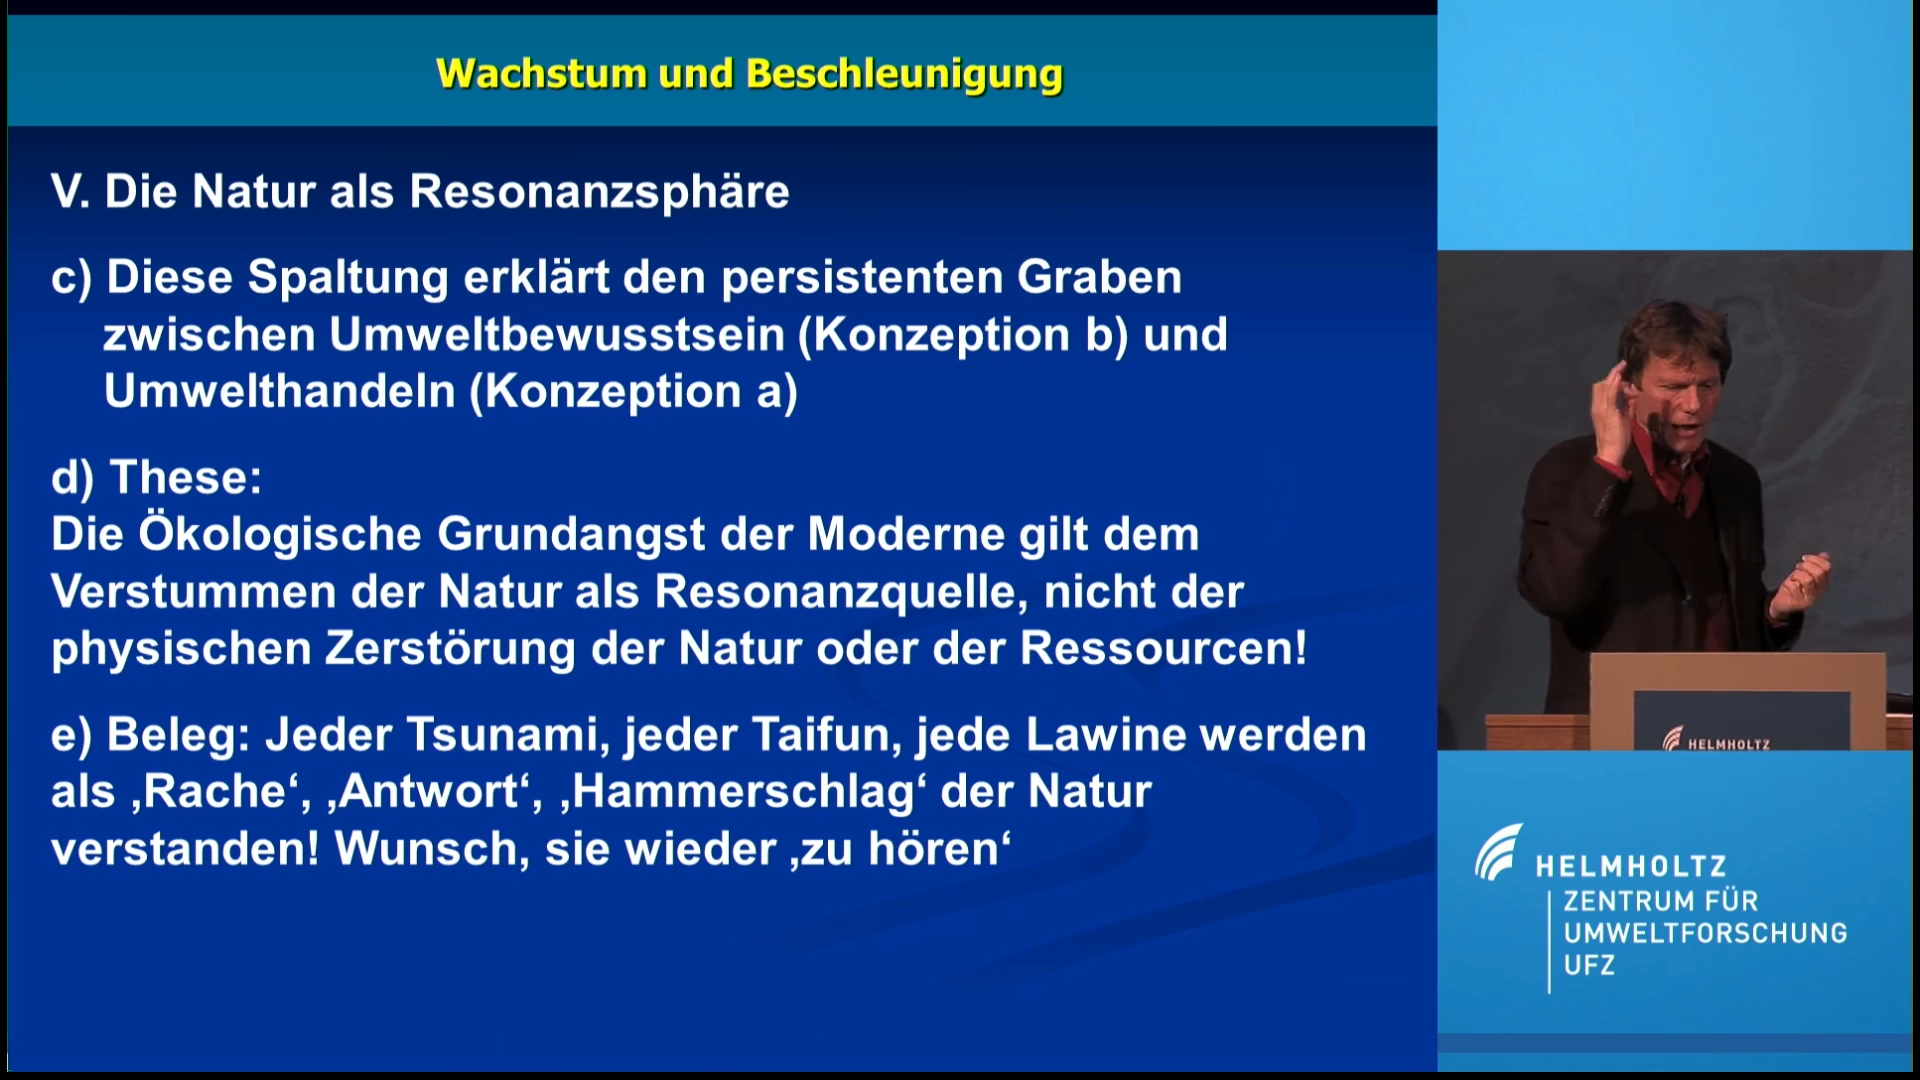 Wachstum und Beschleunigung
V. Die Natur als Resonanzsphäre
c) Diese Spaltung erklärt den persistenten Graben
zwischen Umweltbewusstsein (Konzeption b) und
Umwelthandeln (Konzeption a)
d) These:
Die Ökologische Grundangst der Moderne gilt dem
Verstummen der Natur als Resonanzquelle, nicht der
physischen Zerstörung der Natur oder der Ressourcen!
e) Beleg: Jeder Tsunami, jeder Taifun, jede Lawine werden
als ‚Rache‘, ‚Antwort‘, ‚Hammerschlag‘ der Natur
verstanden! Wunsch, sie wieder ‚zu hören‘
HELMHOLTZ
HELMHOLTZ
ZENTRUM FÜR
UMWELTFORSCHUNG
UFZ